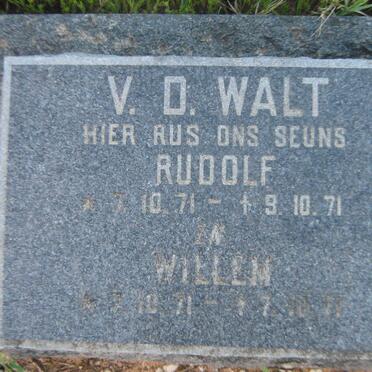 V. D. WALT
HIER RUS ONS SEUNS
RUDOLF
* 7. 10. 71 - † 9. 10. 71
EN
WILLEM
* 7. 10. 71 - † 7. 10. 71